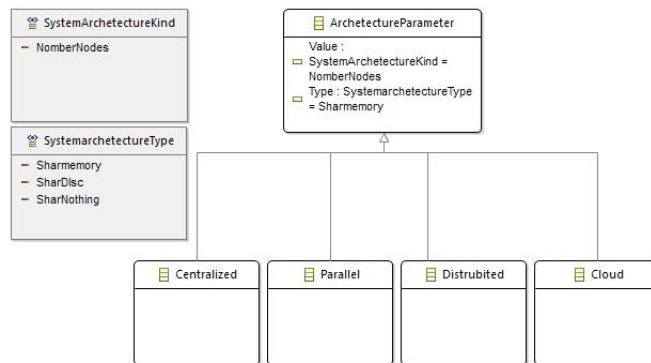 SystemArchetectureKind
NomberNodes
SystemarchetectureType
Sharmemory
SharDIsc
SharNothing
ArchetectureParameter
Value :
SystemArchetectureKind =
NomberNodes
Type : SystemarchetectureType
= Sharmemory
Centralized
Parallel
Distrubited
Cloud